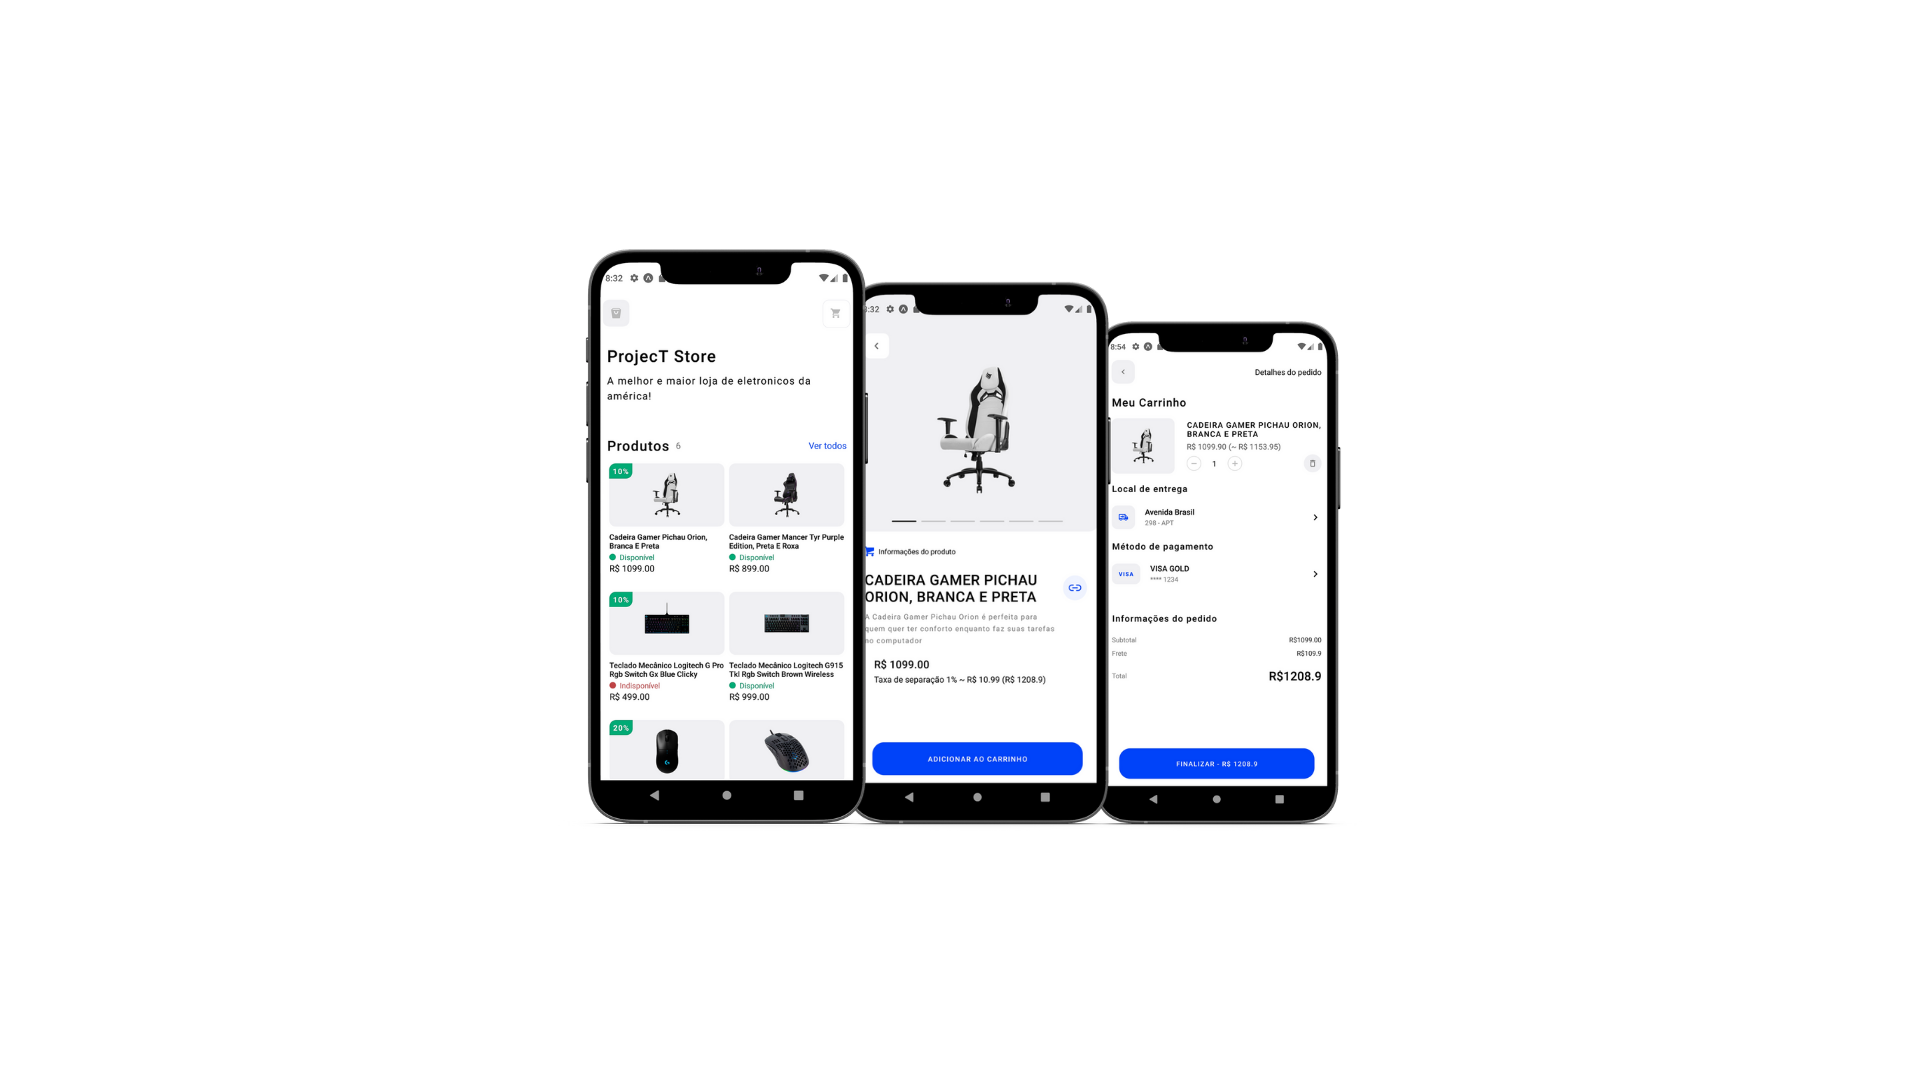 8:32
ProjecT Store
A melhor e maior loja de eletronicos da
américa!
Produtos 6
Ver todos
10%
Cadeira Gamer Pichau Orion,
Branca E Preta
Disponível
R$ 1099.00
Cadeira Gamer Mancer Tyr Purple
Edition, Preta E Roxa
Disponível
R$ 899.00
10%
Teclado Mecânico Logitech G Pro
Rgb Switch Gx Blue Clicky
Indisponível
R$ 499.00
Teclado Mecânico Logitech G915
Tkl Rgb Switch Brown Wireless
Disponível
R$ 999.00
20%
:32
Informações do produto
CADEIRA GAMER PICHAU
ORION, BRANCA E PRETA
A Cadeira Gamer Pichau Orion é perfeita para
quem quer ter conforto enquanto faz suas tarefas
no computador
R$ 1099.00
Taxa de separação 1% ~ R$ 10.99 (R$ 1208.9)
ADICIONAR AO CARRINHO
8:54
Detalhes do pedido
Meu Carrinho
CADEIRA GAMER PICHAU ORION,
BRANCA E PRETA
R$ 1099.90 (~ R$ 1153.95)
1
Local de entrega
Avenida Brasil
298 - APT
Método de pagamento
VISA
VISA GOLD
**** 1234
Informações do pedido
Subtotal R$1099.00
Frete R$109.9
Total R$1208.9
FINALIZAR - R$ 1208.9